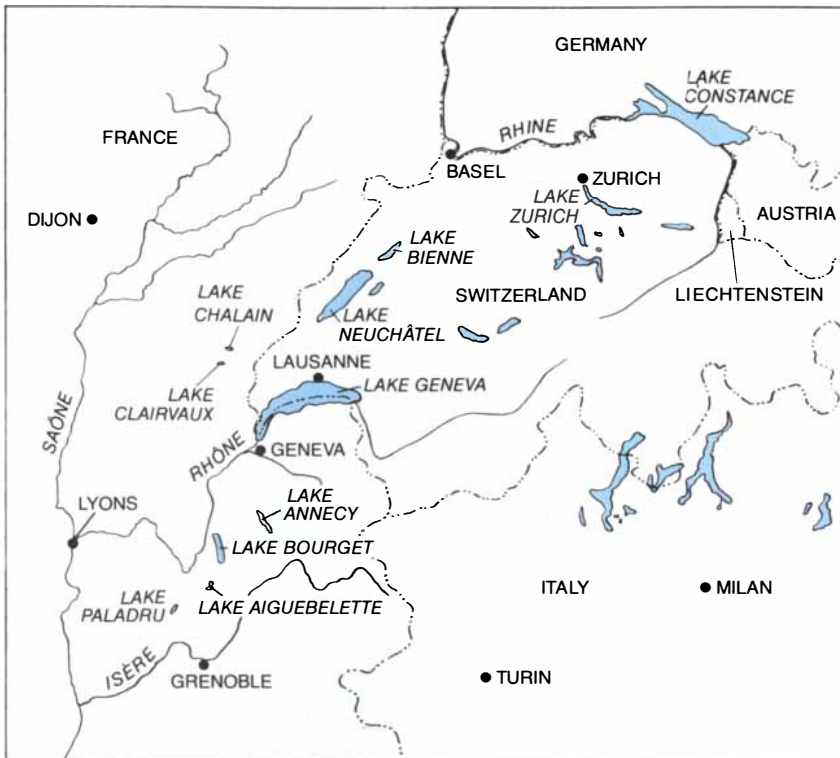 GERMANY
LAKE
CONSTANCE
RHINE
FRANCE
BASEL
ZURICH
LAKE
ZURICH
AUSTRIA
DIJON
LAKE
BIENNE
SWITZERLAND
LIECHTENSTEIN
LAKE
CHALAIN
LAKE
NEUCHÂTEL
LAUSANNE
LAKE GENEVA
LAKE
CLAIRVAUX
SAÔNE
RHÔNE
GENEVA
LAKE
ANNECY
LYONS
LAKE BOURGET
LAKE
PALADRU
LAKE AIGUEBELETTE
ITALY
MILAN
ISÈRE
GRENOBLE
TURIN